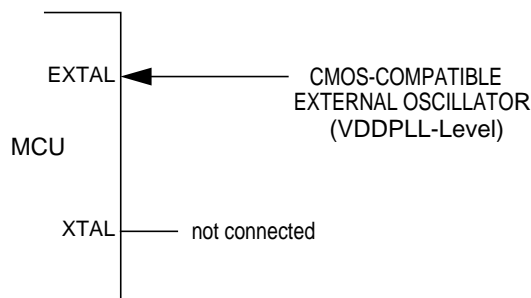 EXTAL
CMOS-COMPATIBLE
EXTERNAL OSCILLATOR
(VDDPLL-Level)
MCU
XTAL
not connected